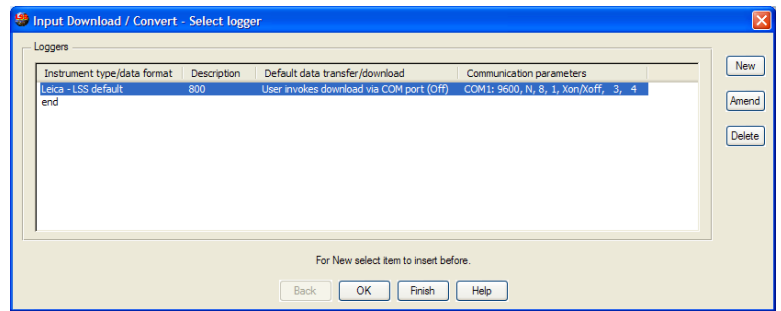 Input Download / Convert - Select logger
Loggers
Instrument type/data format Description Default data transfer/download Communication parameters
Leica - LSS default 800 User invokes download via COM port (Off) COM1: 9600, N, 8, 1, Xon/Xoff, 3, 4
end
New
Amend
Delete
For New select item to insert before.
Back OK Finish Help